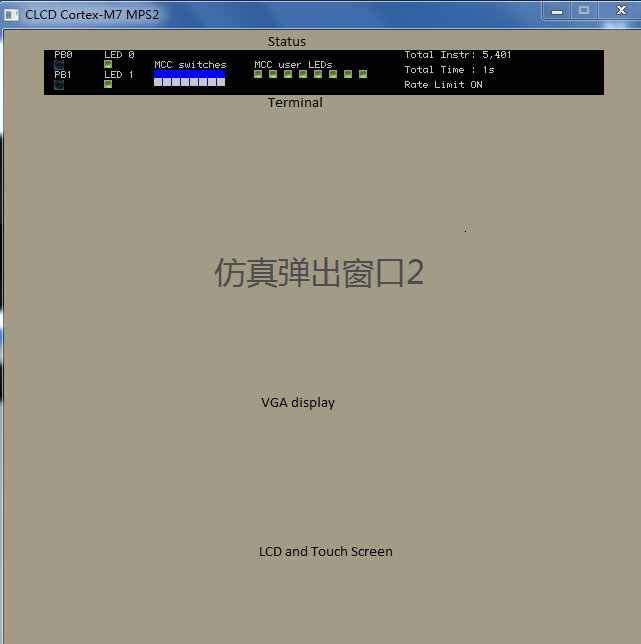 CLCD Cortex-M7 MPS2
Status
PB0 LED 0 Total Instr: 5,401
MCC switches MCC user LEDs Total Time : 1s
PB1 LED 1
Rate Limit ON
Terminal
仿真弹出窗口2
VGA display
LCD and Touch Screen